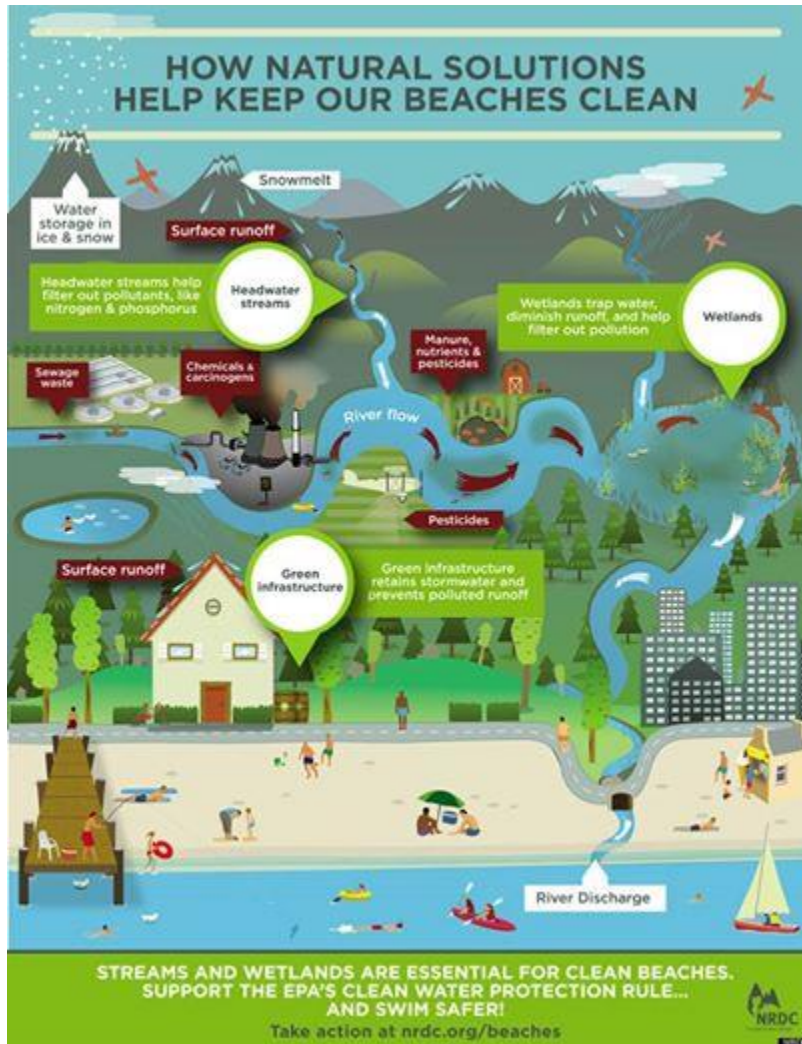 HOW NATURAL SOLUTIONS
HELP KEEP OUR BEACHES CLEAN
Snowmelt
Water
storage in
ice & snow
Surface runoff
Headwater streams help
filter out pollutants, like
nitrogen & phosphorus
Headwater
streams
Wetlands trap water,
diminish runoff, and help
filter out pollution
Wetlands
Sewage
waste
Chemicals &
carcinogens
Manure,
nutrients &
pesticides
River flow
Pesticides
Surface runoff
Green
infrastructure
Green infrastructure
retains stormwater and
prevents polluted runoff
River Discharge
STREAMS AND WETLANDS ARE ESSENTIAL FOR CLEAN BEACHES.
SUPPORT THE EPA'S CLEAN WATER PROTECTION RULE...
AND SWIM SAFER!
Take action at nrdc.org/beaches
NRDC